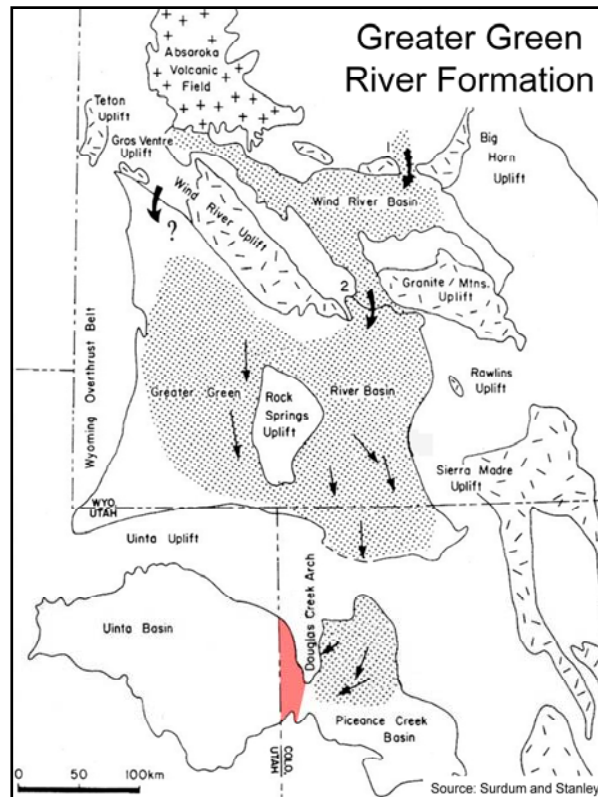 Greater Green
River Formation
Absaroka
Volcanic
Field
Teton
Uplift
Gros Ventre
Uplift
1
Big
Horn
Uplift
Wind River Uplift
Wind River Basin
?
2
Granite / Mtns.
Uplift
Wyoming Overthrust Belt
Greater Green
River Basin
Rock
Springs
Uplift
Rawlins
Uplift
Sierra Madre
Uplift
WYO.
UTAH
Uinta Uplift
Douglas Creek Arch
Uinta Basin
Piceance Creek
Basin
COLO.
UTAH
0 50 100km
Source: Surdum and Stanley